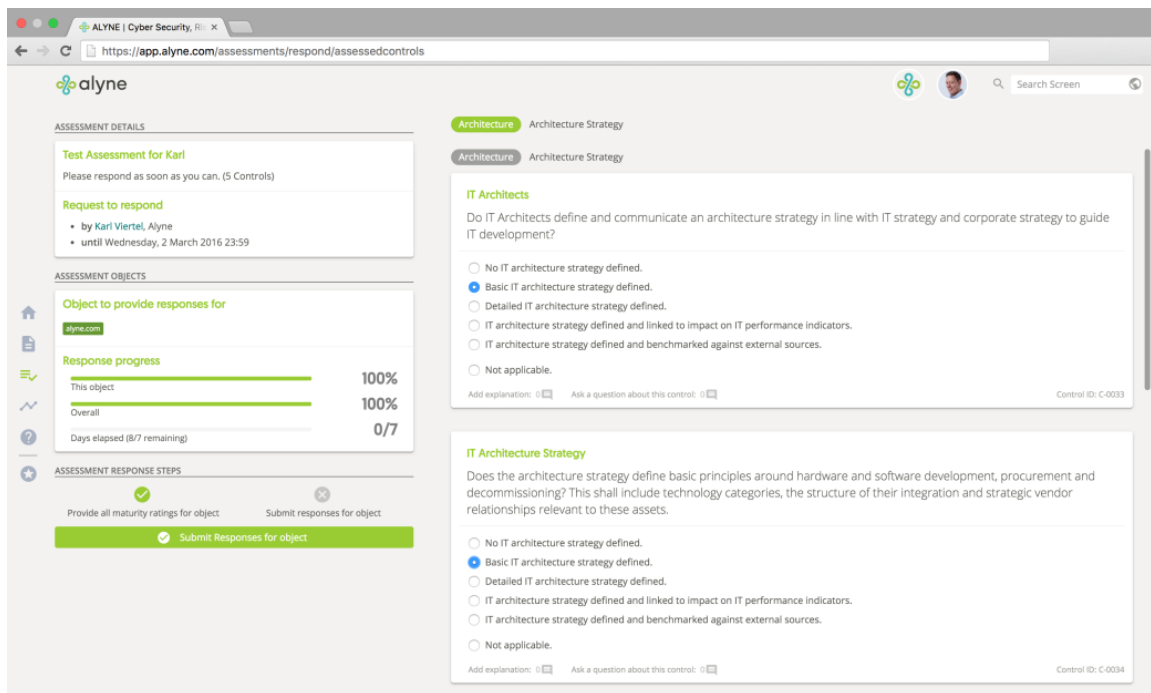 ALYNE | Cyber Security, Ri
https://app.alyne.com/assessments/respond/assessedcontrols
alyne
Search Screen
ASSESSMENT DETAILS
Test Assessment for Karl
Please respond as soon as you can. (5 Controls)
Request to respond
• by Karl Viertel, Alyne
• until Wednesday, 2 March 2016 23:59
ASSESSMENT OBJECTS
Object to provide responses for
alyne.com
Response progress
100%
This object
100%
Overall
0/7
Days elapsed (8/7 remaining)
ASSESSMENT RESPONSE STEPS
Provide all maturity ratings for object
Submit responses for object
Submit Responses for object
Architecture Architecture Strategy
Architecture Architecture Strategy
IT Architects
Do IT Architects define and communicate an architecture strategy in line with IT strategy and corporate strategy to guide
IT development?
No IT architecture strategy defined.
Basic IT architecture strategy defined.
Detailed IT architecture strategy defined.
IT architecture strategy defined and linked to impact on IT performance indicators.
IT architecture strategy defined and benchmarked against external sources.
Not applicable.
Add explanation: 0 Ask a question about this control: 0 Control ID: C-0033
IT Architecture Strategy
Does the architecture strategy define basic principles around hardware and software development, procurement and
decommissioning? This shall include technology categories, the structure of their integration and strategic vendor
relationships relevant to these assets.
No IT architecture strategy defined.
Basic IT architecture strategy defined.
Detailed IT architecture strategy defined.
IT architecture strategy defined and linked to impact on IT performance indicators.
IT architecture strategy defined and benchmarked against external sources.
Not applicable.
Add explanation: 0 Ask a question about this control: 0 Control ID: C-0034